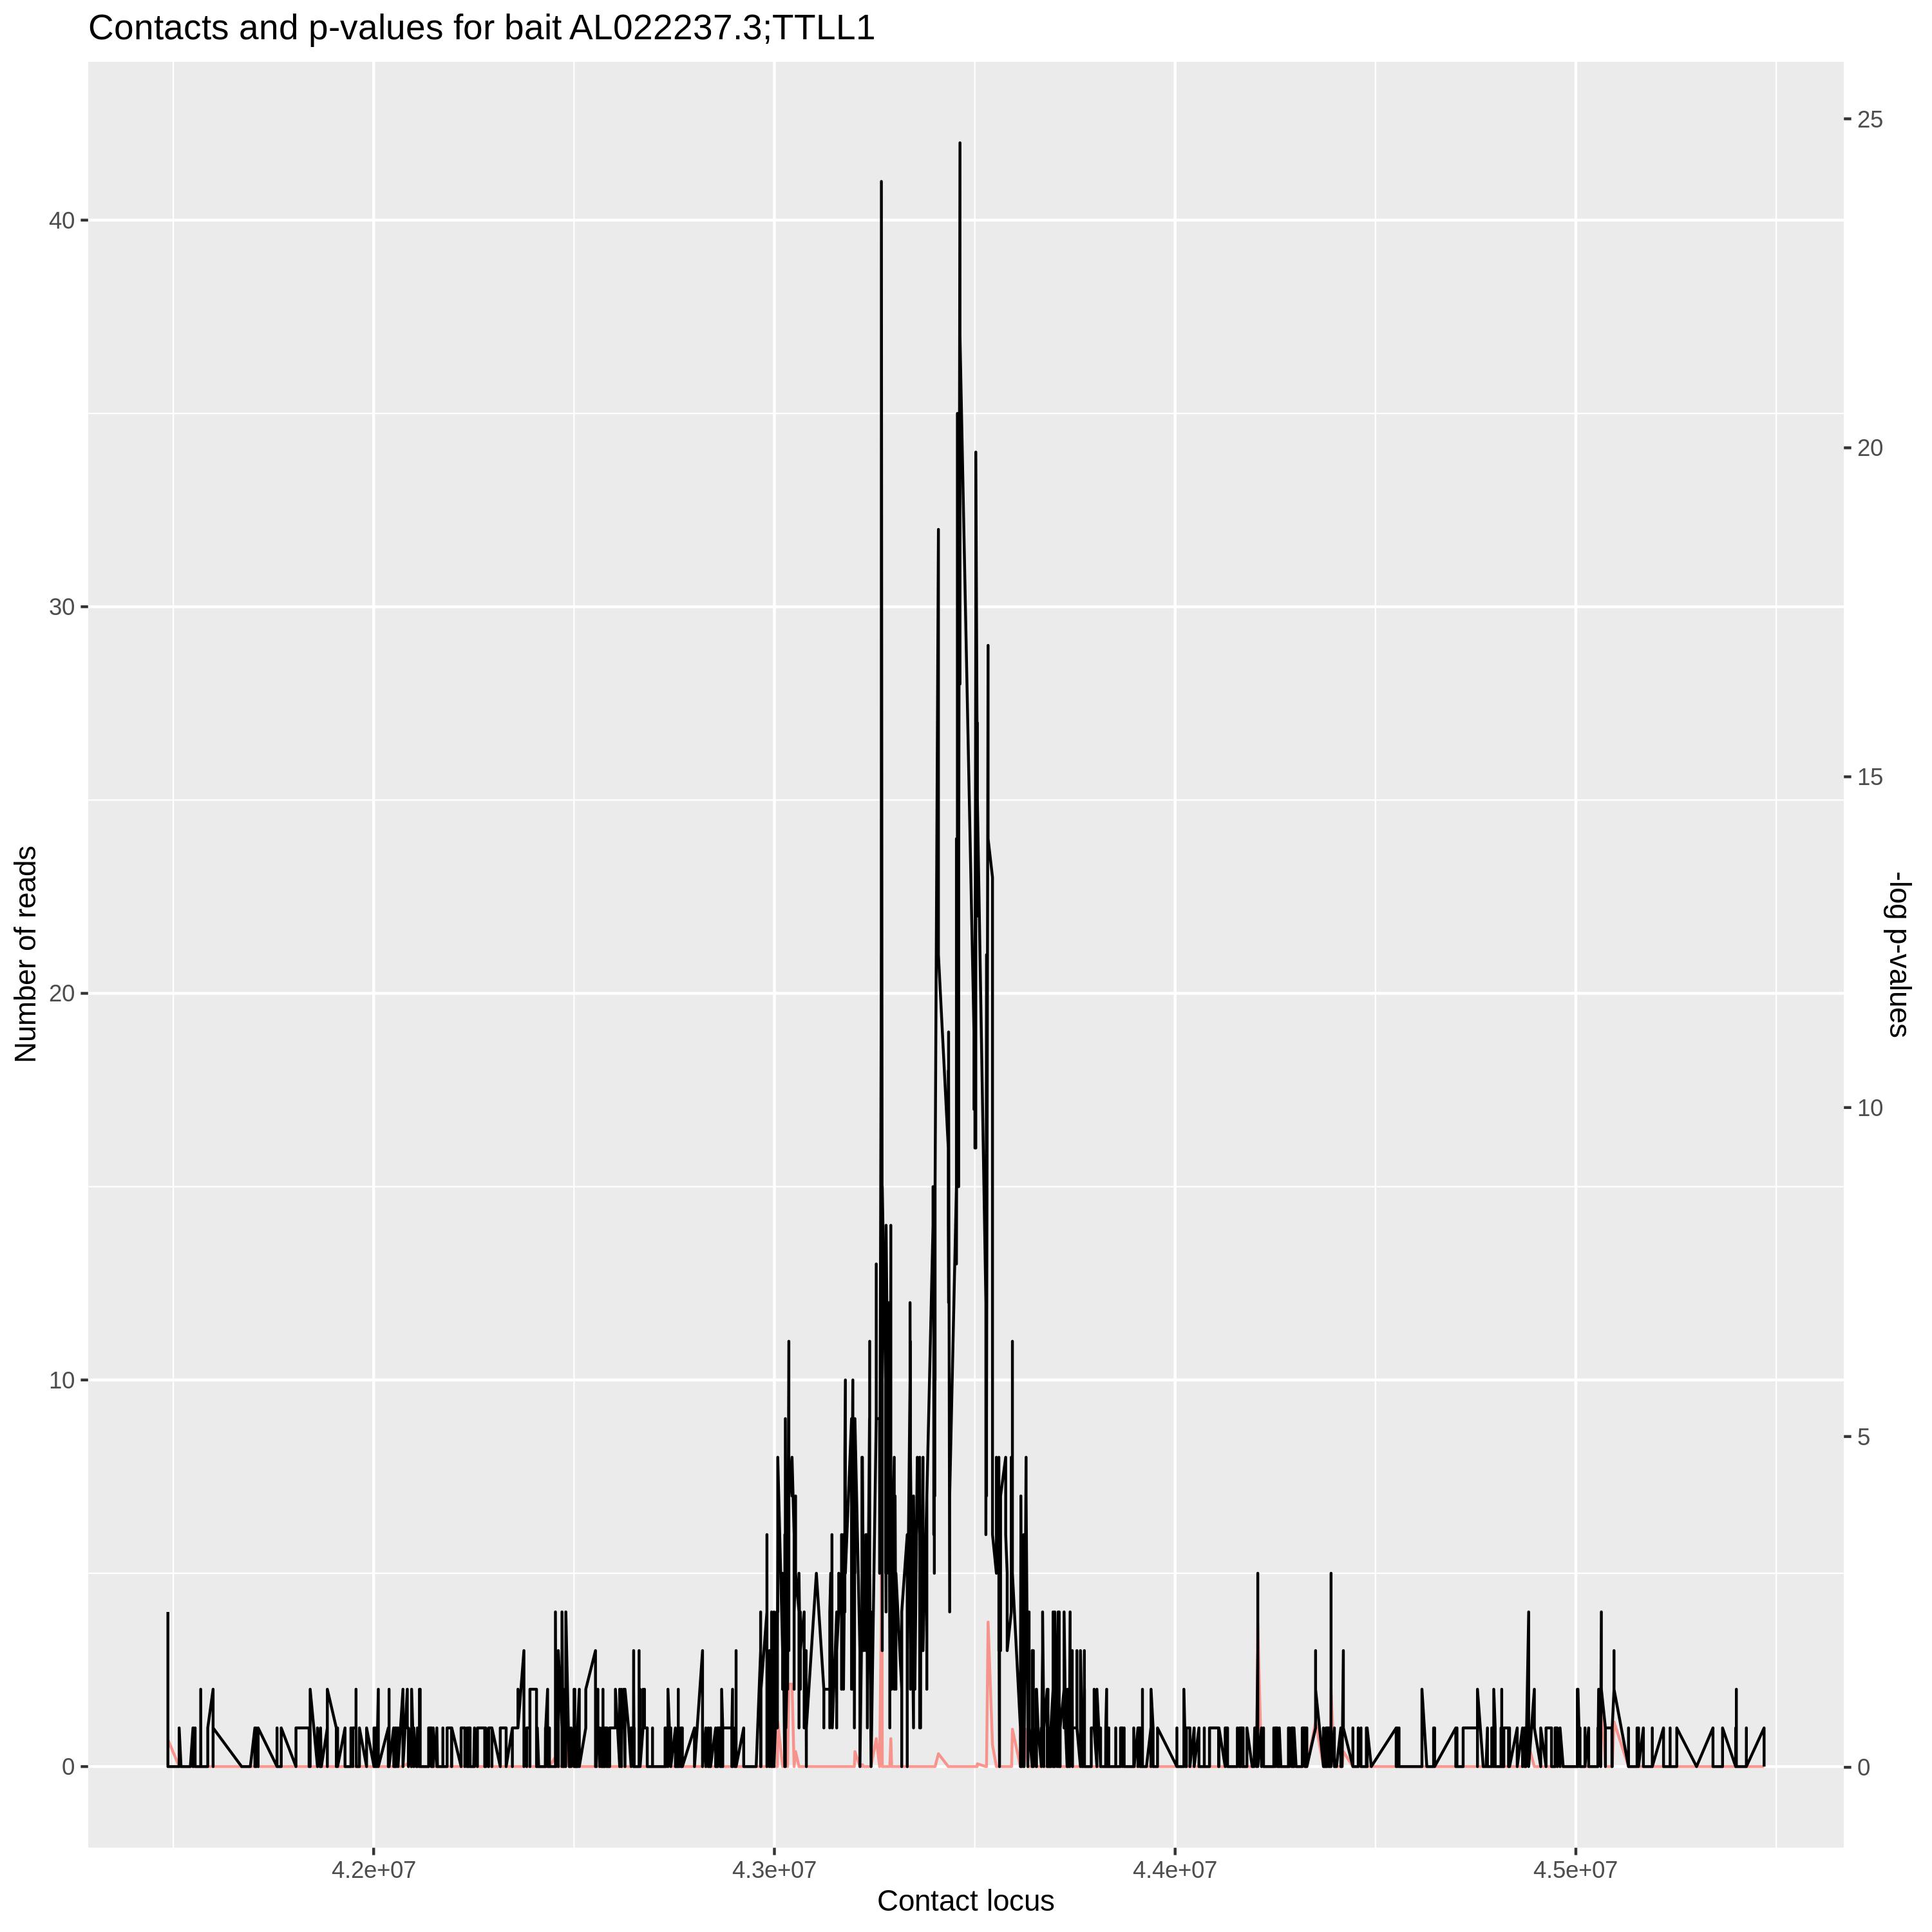 Contacts and p-values for bait AL022237.3;TTLL1
Number of reads
40
30
20
10
0
25
20
15
10
5
0
-log p-values
4.2e+07
4.3e+07
4.4e+07
4.5e+07
Contact locus